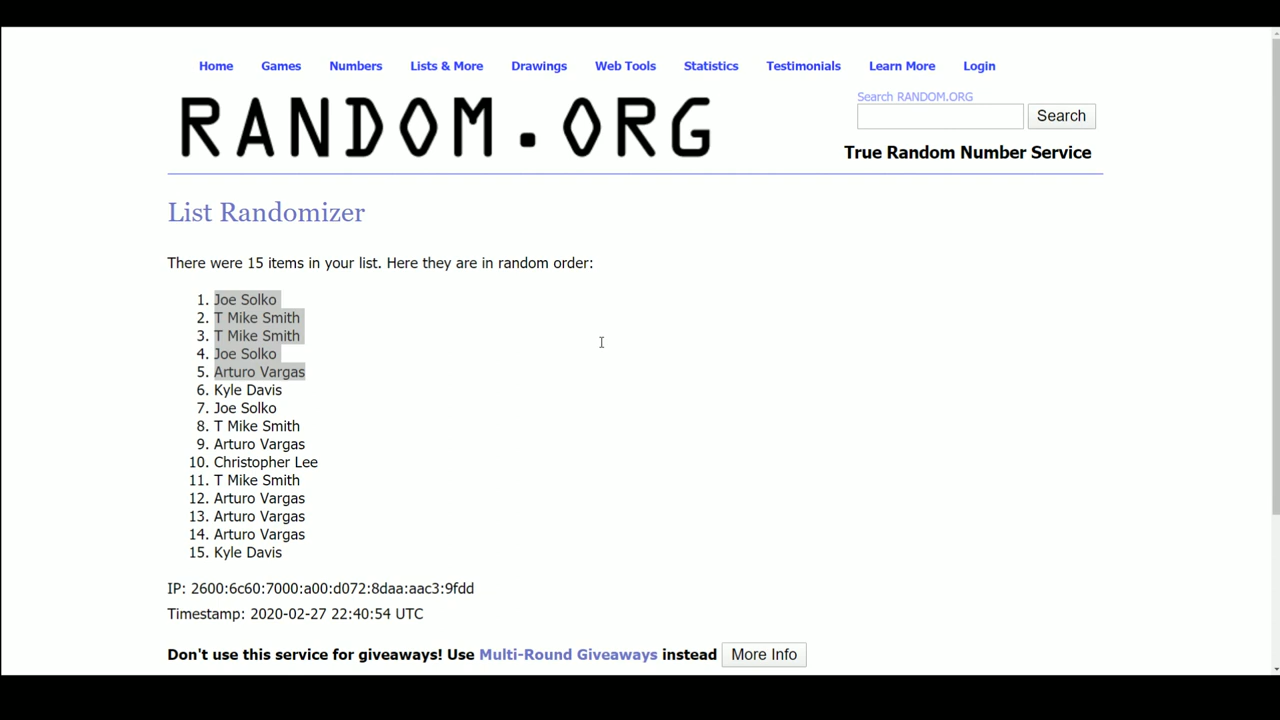 Home Games Numbers Lists & More Drawings Web Tools Statistics Testimonials Learn More Login
RANDOM.ORG
Search RANDOM.ORG
Search
True Random Number Service
List Randomizer
There were 15 items in your list. Here they are in random order:
1. Joe Solko
2. T Mike Smith
3. T Mike Smith
4. Joe Solko
5. Arturo Vargas
6. Kyle Davis
7. Joe Solko
8. T Mike Smith
9. Arturo Vargas
10. Christopher Lee
11. T Mike Smith
12. Arturo Vargas
13. Arturo Vargas
14. Arturo Vargas
15. Kyle Davis
IP: 2600:6c60:7000:a00:d072:8daa:aac3:9fdd
Timestamp: 2020-02-27 22:40:54 UTC
Don't use this service for giveaways! Use Multi-Round Giveaways instead More Info